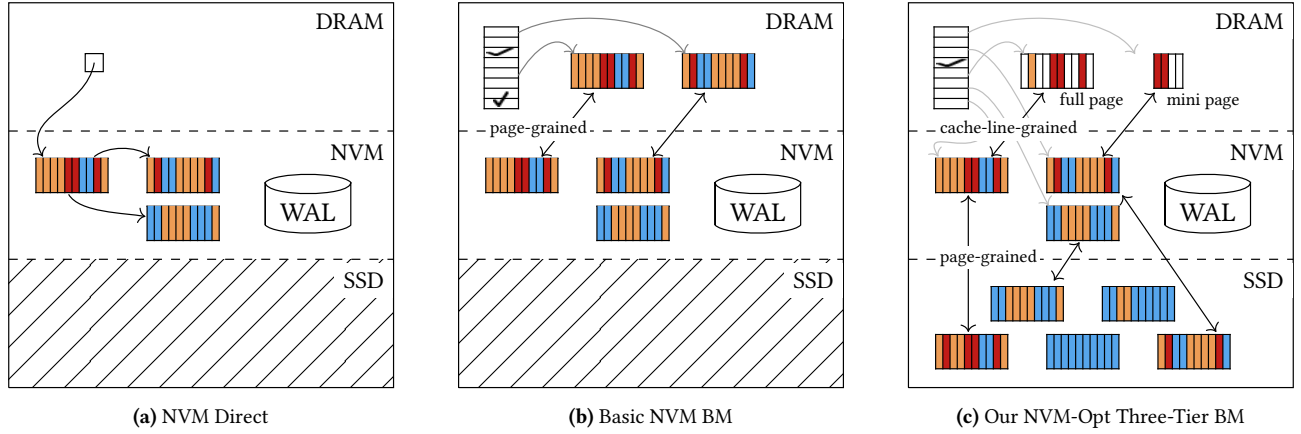 DRAM
NVM
WAL
SSD
(a) NVM Direct
DRAM
page-grained
NVM
WAL
SSD
(b) Basic NVM BM
DRAM
full page
mini page
cache-line-grained
NVM
WAL
page-grained
SSD
(c) Our NVM-Opt Three-Tier BM